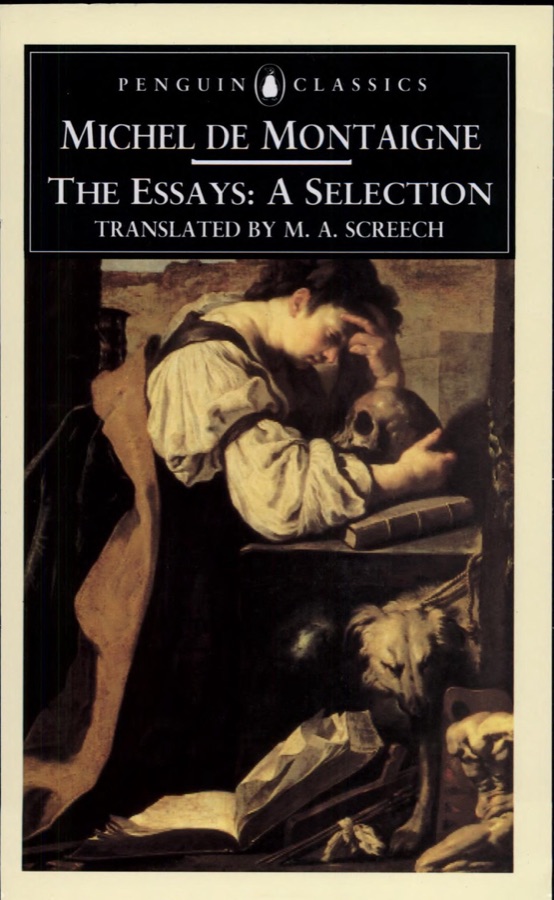 PENGUIN CLASSICS
MICHEL DE MONTAIGNE
THE ESSAYS: A SELECTION
TRANSLATED BY M. A. SCREECH